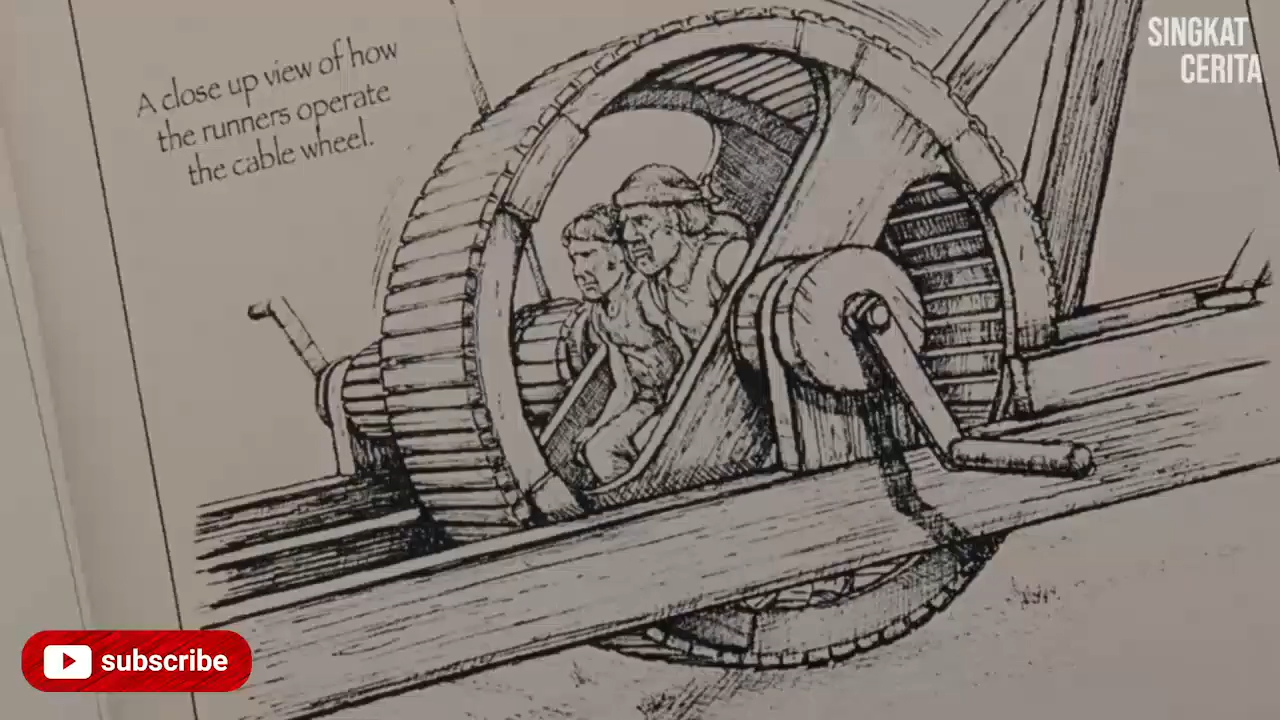 A close up view of how
the runners operate
the cable wheel.
SINGKAT
CERITA
subscribe